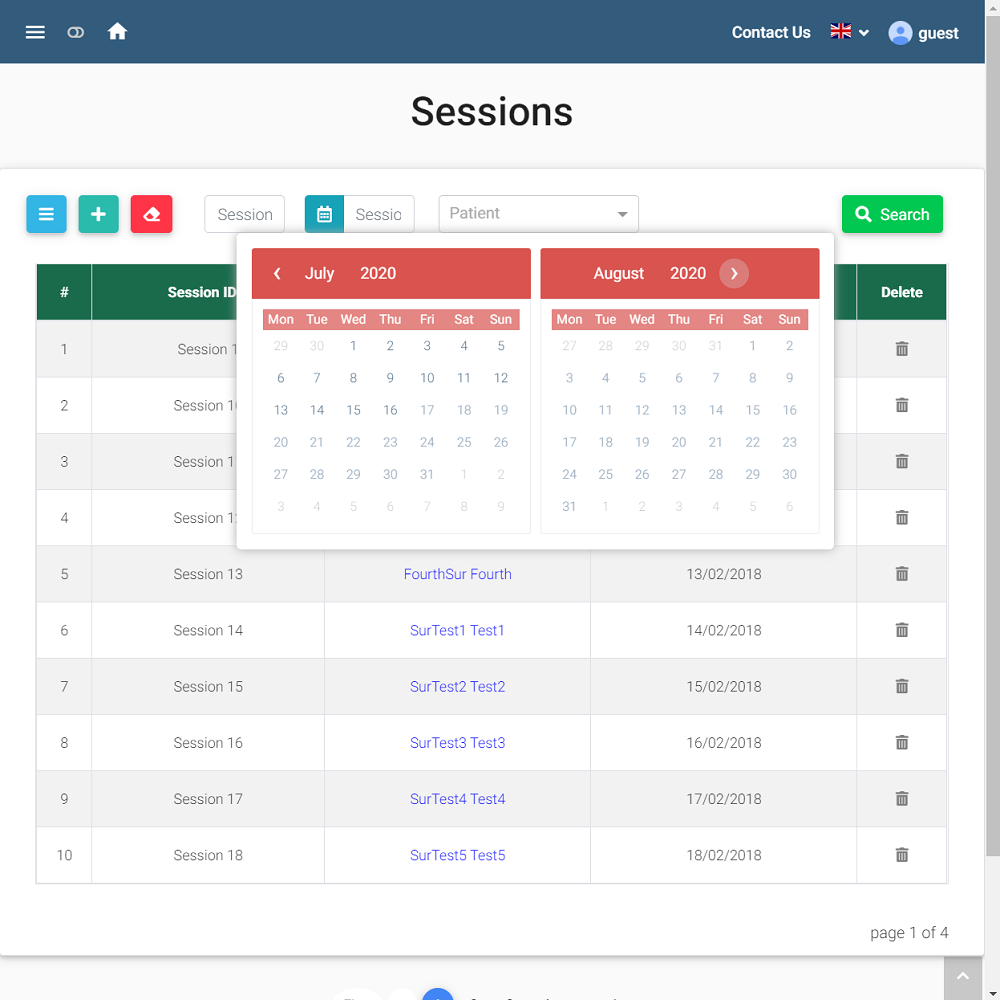 Contact Us guest
Sessions
Session Sessio Patient Search
July 2020 August 2020
# Session ID Delete
Mon Tue Wed Thu Fri Sat Sun Mon Tue Wed Thu Fri Sat Sun
29 30 1 2 3 4 5 27 28 29 30 31 1 2
1 Session 1
6 7 8 9 10 11 12 3 4 5 6 7 8 9
2 Session 1
13 14 15 16 17 18 19 10 11 12 13 14 15 16
20 21 22 23 24 25 26 17 18 19 20 21 22 23
3 Session 1
27 28 29 30 31 1 2 24 25 26 27 28 29 30
3 4 5 6 7 8 9 31 1 2 3 4 5 6
4 Session 1
5 Session 13 FourthSur Fourth 13/02/2018
6 Session 14 SurTest1 Test1 14/02/2018
7 Session 15 SurTest2 Test2 15/02/2018
8 Session 16 SurTest3 Test3 16/02/2018
9 Session 17 SurTest4 Test4 17/02/2018
10 Session 18 SurTest5 Test5 18/02/2018
page 1 of 4